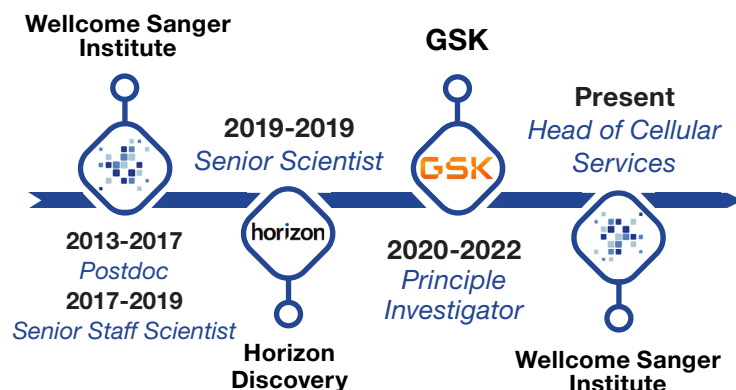 Wellcome Sanger
Institute
2013-2017
Postdoc
2017-2019
Senior Staff Scientist
2019-2019
Senior Scientist
horizon
Horizon
Discovery
GSK
GSK
2020-2022
Principle
Investigator
Present
Head of Cellular
Services
Wellcome Sanger
Institute